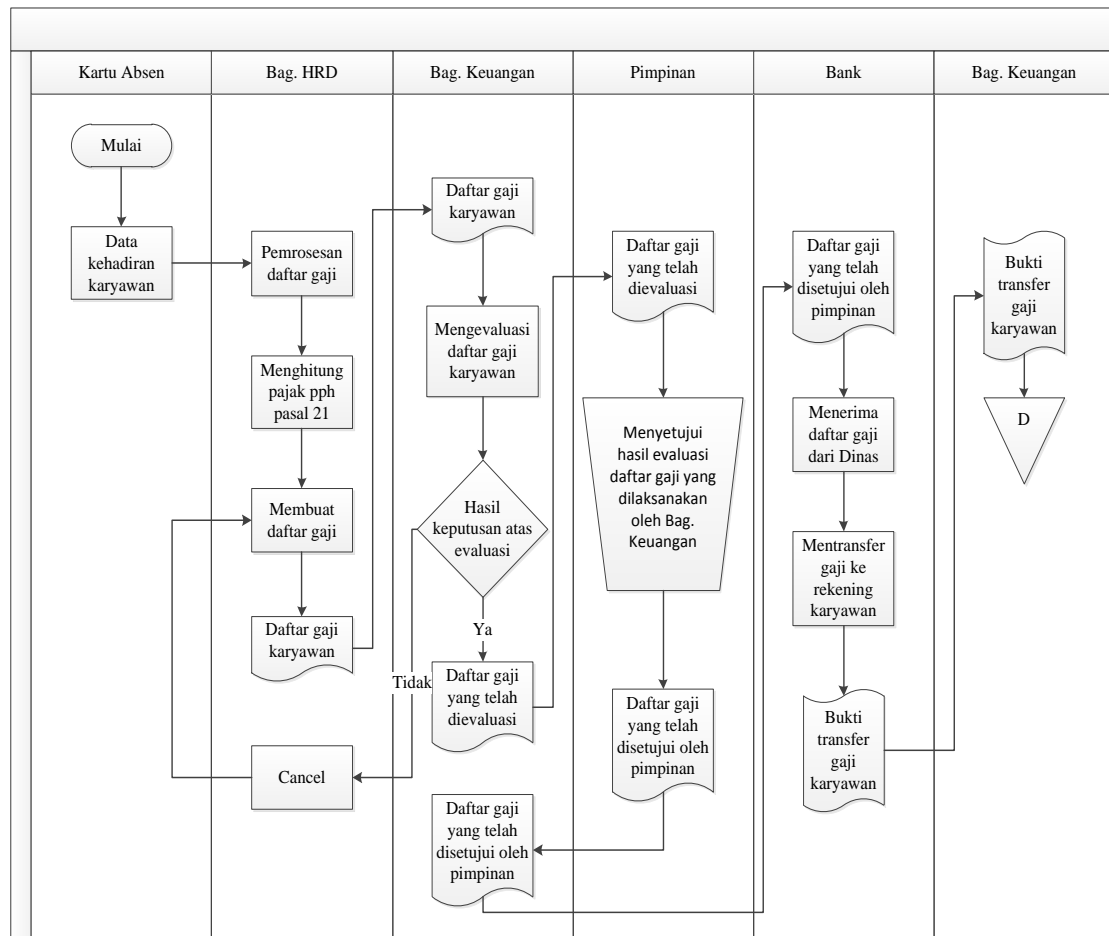 Kartu Absen
Bag. HRD
Bag. Keuangan
Pimpinan
Bank
Bag. Keuangan
Mulai
Data
kehadiran
karyawan
Pemrosesan
daftar gaji
Menghitung
pajak pph
pasal 21
Membuat
daftar gaji
Daftar gaji
karyawan
Cancel
Daftar gaji
karyawan
Mengevaluasi
daftar gaji
karyawan
Hasil
keputusan atas
evaluasi
Ya
Tidak
Daftar gaji
yang telah
dievaluasi
Daftar gaji
yang telah
disetujui oleh
pimpinan
Daftar gaji
yang telah
dievaluasi
Menyetujui
hasil evaluasi
daftar gaji yang
dilaksanakan
oleh Bag.
Keuangan
Daftar gaji
yang telah
disetujui oleh
pimpinan
Daftar gaji
yang telah
disetujui oleh
pimpinan
Menerima
daftar gaji
dari Dinas
Mentransfer
gaji ke
rekening
karyawan
Bukti
transfer
gaji
karyawan
Bukti
transfer
gaji
karyawan
D